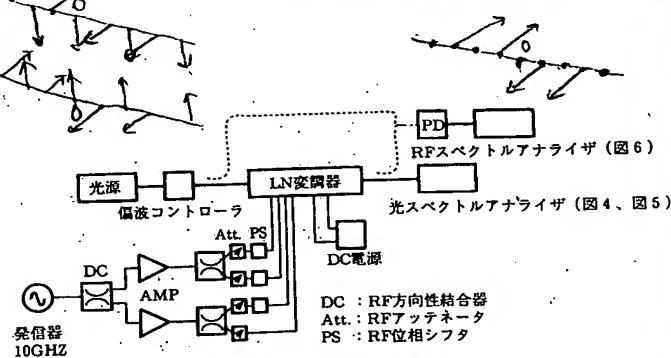 0
0
0
PD
RFスペクトルアナライザ（図6）
光源
LN変調器
偏波コントローラ
光スペクトルアナライザ（図4、図5）
Att. PS
DC電源
DC
AMP
発信器
10GHZ
DC ：RF方向性結合器
Att.：RFアッテネータ
PS ：RF位相シフタ